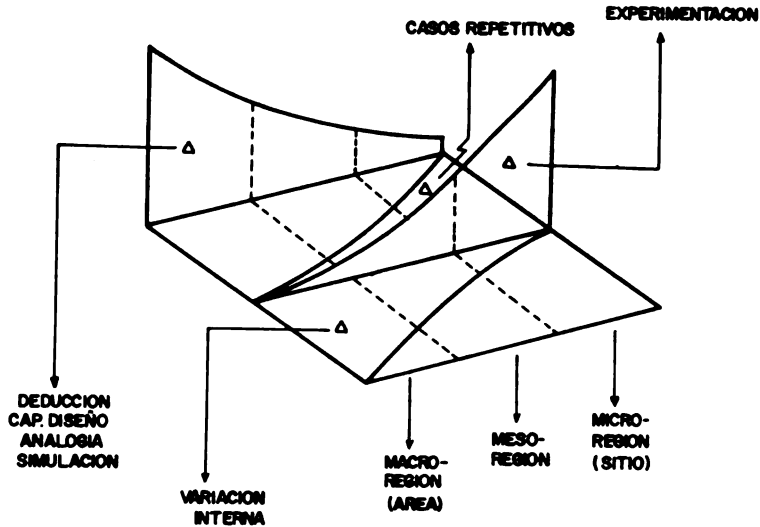 EXPERIMENTACION
CASOS REPETITIVOS
DEDUCCION
CAP. DISEÑO
ANALOGIA
SIMULACION
VARIACION
INTERNA
MACRO-
REGION
(AREA)
MESO-
REGION
MICRO-
REGION
(SITIO)